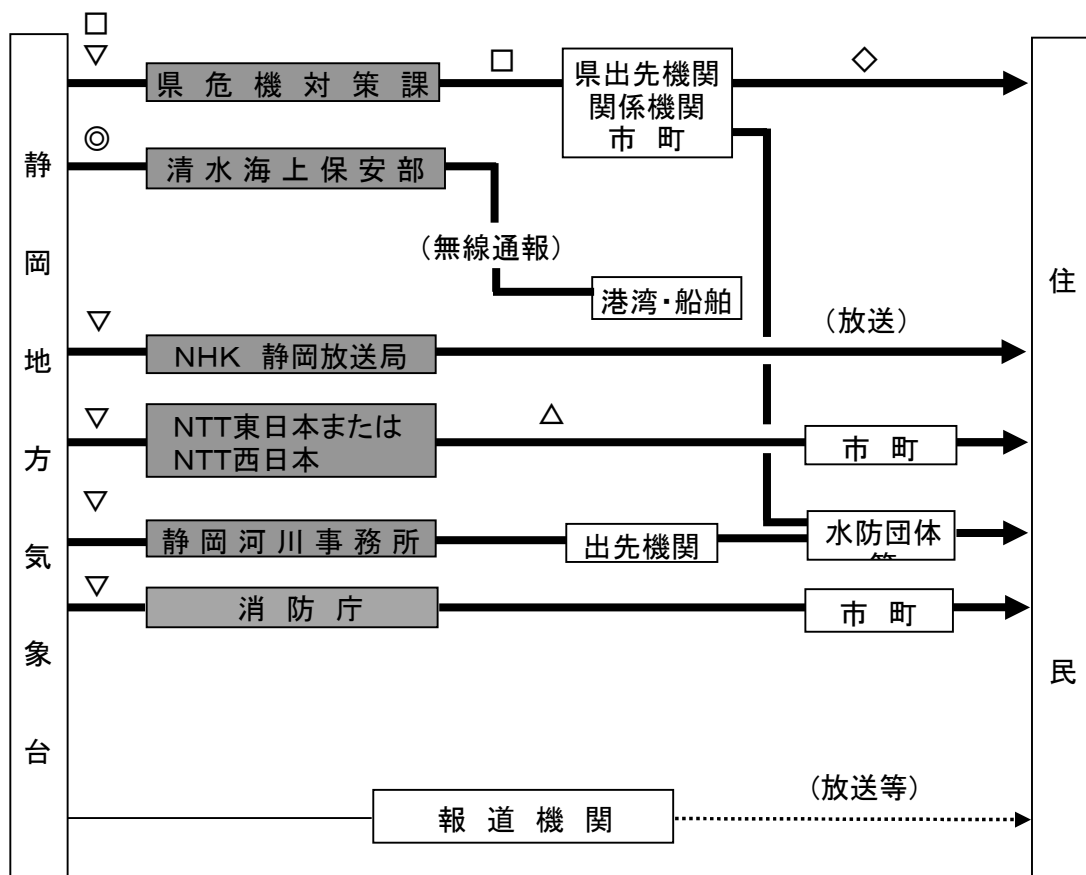 静岡地方気象台
□
▽
県危機対策課
□
県出先機関
関係機関
市町
◇
◎
清水海上保安部
(無線通報)
港湾・船舶
▽
NHK 静岡放送局
(放送)
▽
NTT東日本または
NTT西日本
△
市町
▽
静岡河川事務所
出先機関
水防団体
▽
消防庁
市町
報道機関
(放送等)
住民